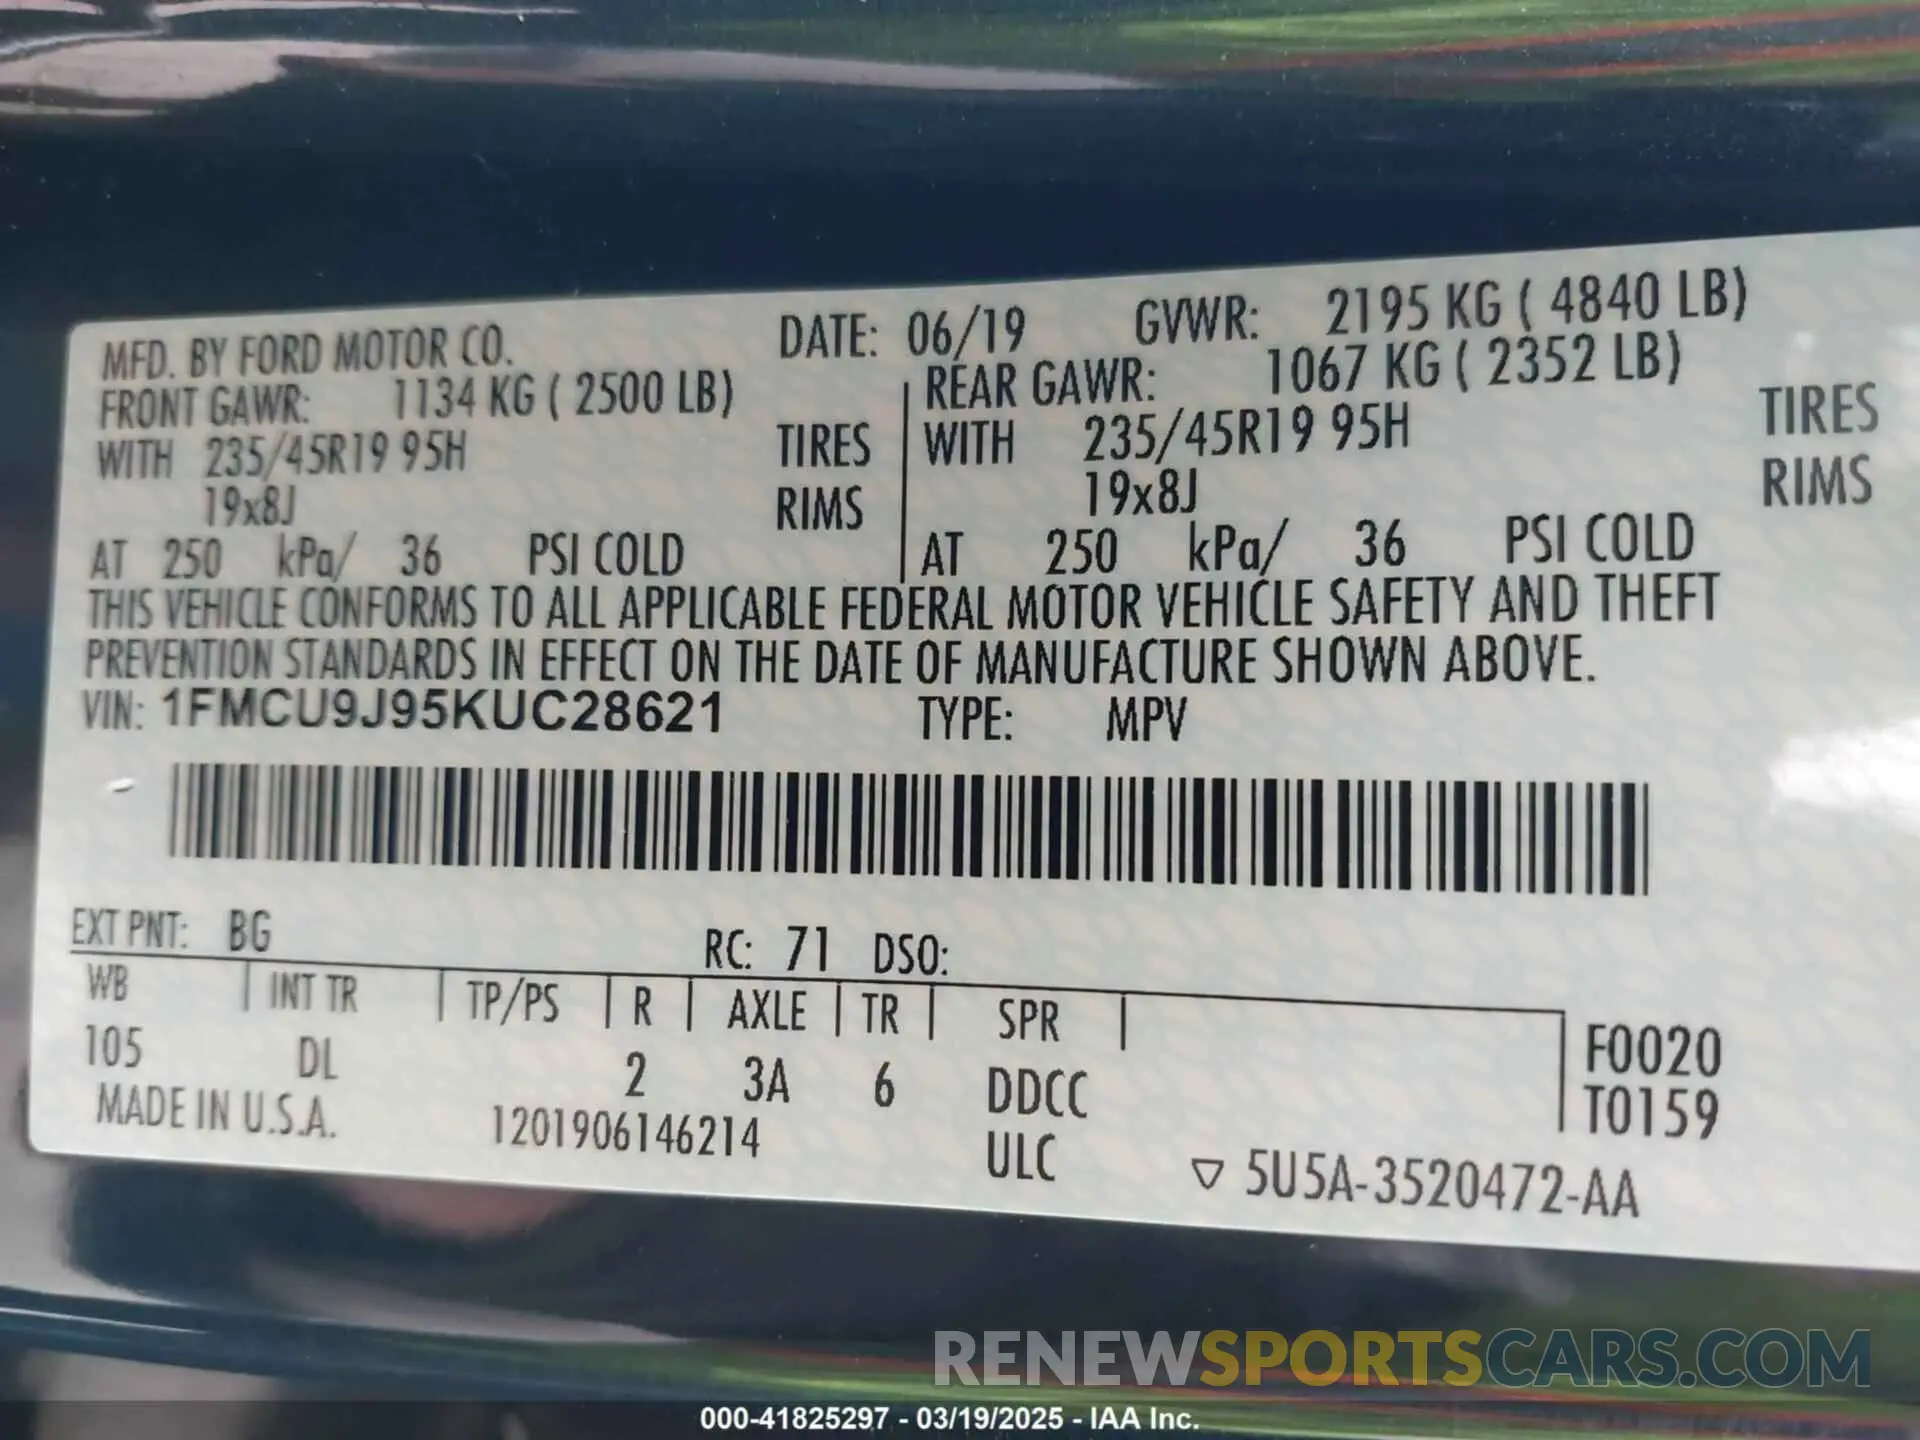 MFD. BY FORD MOTOR CO. DATE: 06/19 GVWR: 2195 KG ( 4840 LB)
FRONT GAWR: 1134 KG ( 2500 LB) REAR GAWR: 1067 KG ( 2352 LB)
WITH 235/45R19 95H TIRES WITH 235/45R19 95H TIRES
19x8J RIMS 19x8J RIMS
AT 250 kPa/ 36 PSI COLD AT 250 kPa/ 36 PSI COLD
THIS VEHICLE CONFORMS TO ALL APPLICABLE FEDERAL MOTOR VEHICLE SAFETY AND THEFT
PREVENTION STANDARDS IN EFFECT ON THE DATE OF MANUFACTURE SHOWN ABOVE.
VIN: 1FMCU9J95KUC28621 TYPE: MPV
EXT PNT: BG RC: 71 DSO:
WB INT TR TP/PS R AXLE TR SPR
105 DL 2 3A 6 DDCC F0020
T0159
MADE IN U.S.A. 1201906146214 ULC
▽ 5U5A-3520472-AA
RENEWSPORTSCARS.COM
000-41825297 - 03/19/2025 - IAA Inc.